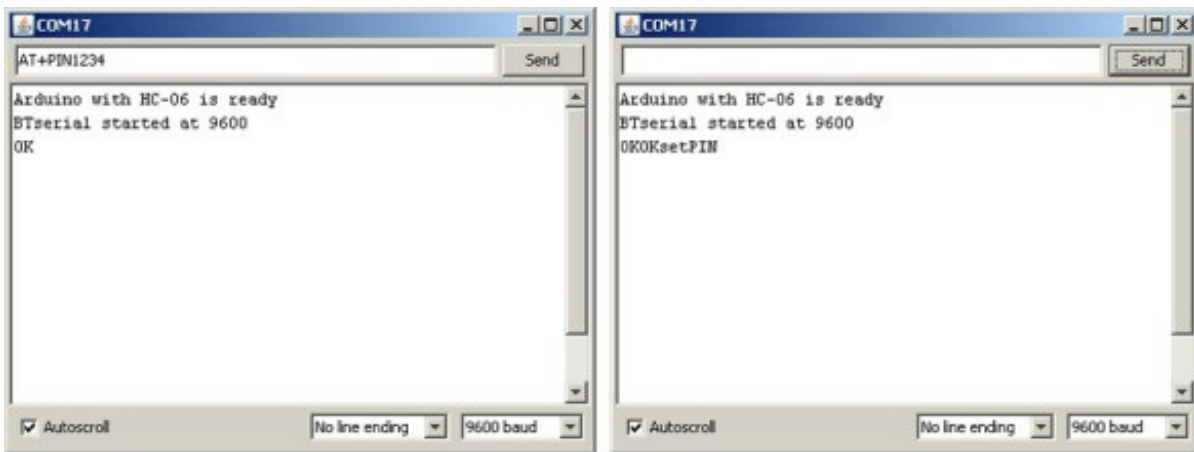 COM17
AT+PIN1234
Send
Arduino with HC-06 is ready
BTserial started at 9600
OK
Autoscroll
No line ending
9600 baud
COM17
Send
Arduino with HC-06 is ready
BTserial started at 9600
OKOKsetPIN
Autoscroll
No line ending
9600 baud